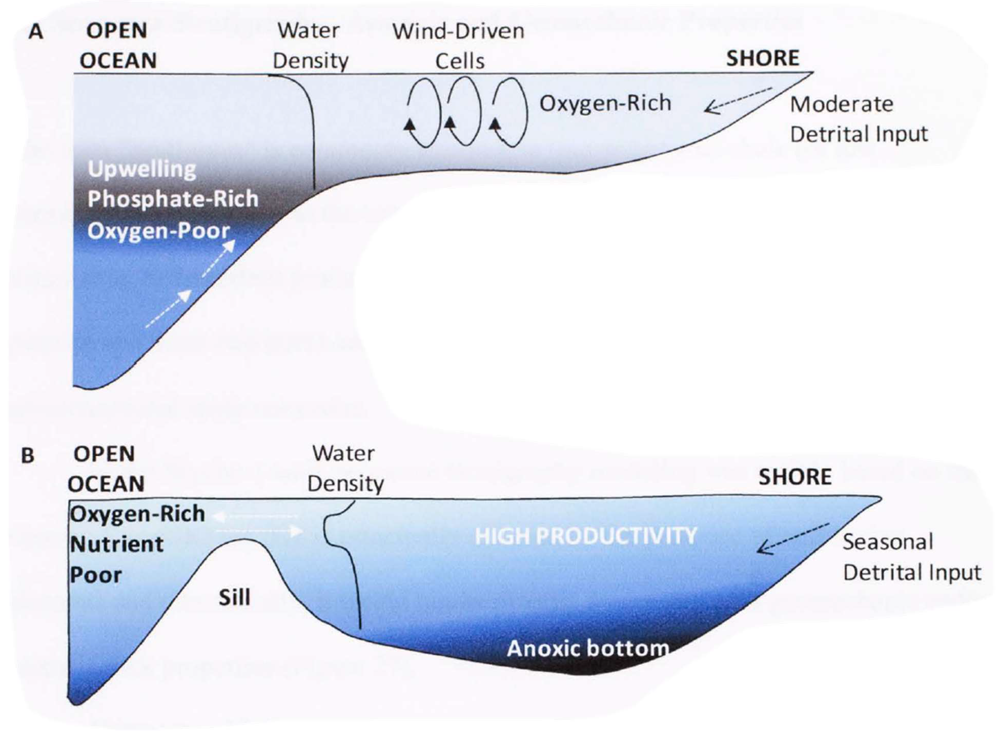 A
OPEN
OCEAN
Water
Density
Wind-Driven
Cells
SHORE
Oxygen-Rich
Moderate
Detrital Input
Upwelling
Phosphate-Rich
Oxygen-Poor
B
OPEN
OCEAN
Water
Density
SHORE
Oxygen-Rich
Nutrient
Poor
HIGH PRODUCTIVITY
Seasonal
Detrital Input
Sill
Anoxic bottom